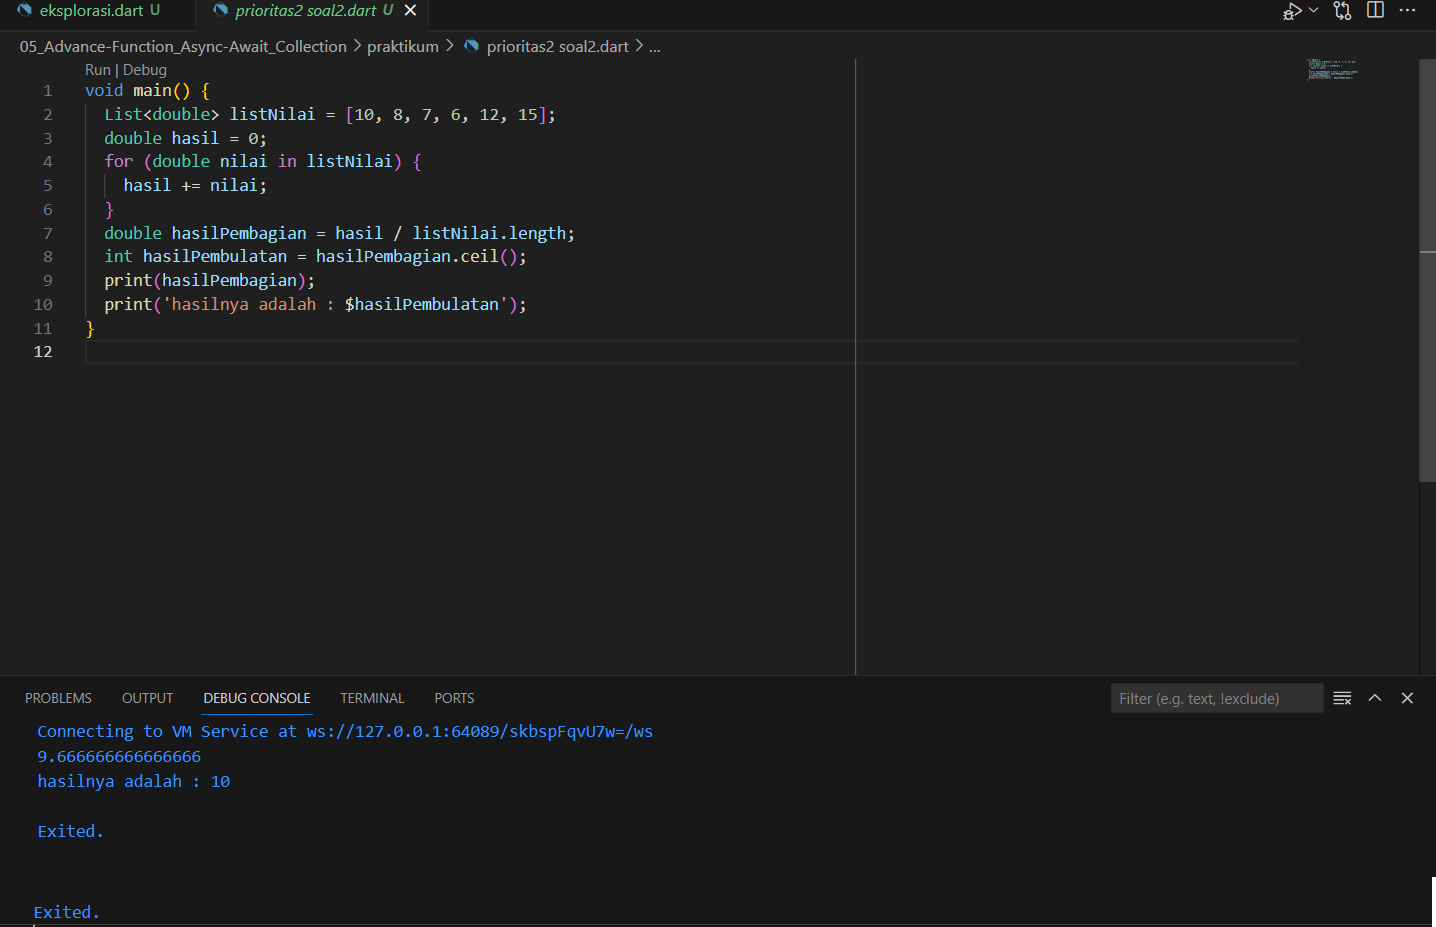 eksplorasi.dart U
prioritas2 soal2.dart U
05_Advance-Function_Async-Await_Collection > praktikum > prioritas2 soal2.dart > ...
Run | Debug
1 void main() {
2 List<double> listNilai = [10, 8, 7, 6, 12, 15];
3 double hasil = 0;
4 for (double nilai in listNilai) {
5 hasil += nilai;
6 }
7 double hasilPembagian = hasil / listNilai.length;
8 int hasilPembulatan = hasilPembagian.ceil();
9 print(hasilPembagian);
10 print('hasilnya adalah : $hasilPembulatan');
11 }
12
PROBLEMS OUTPUT DEBUG CONSOLE TERMINAL PORTS Filter (e.g. text, !exclude)
Connecting to VM Service at ws://127.0.0.1:64089/skbspFqvU7w=/ws
9.666666666666666
hasilnya adalah : 10
Exited.
Exited.